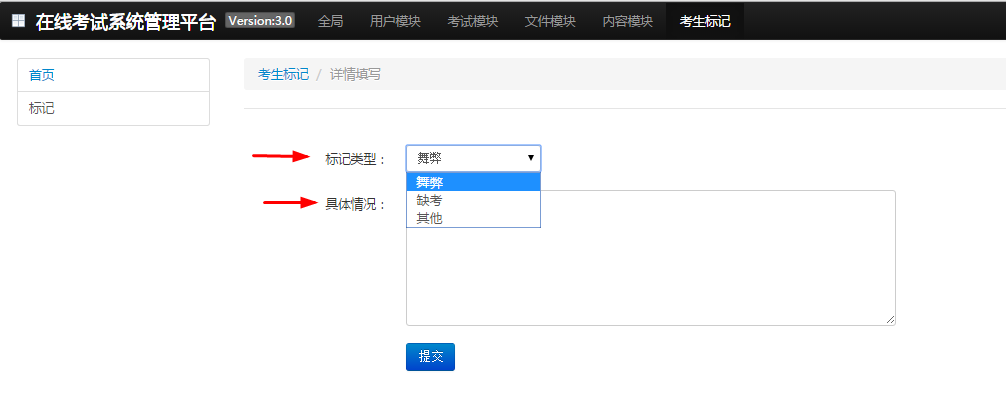 在线考试系统管理平台 Version:3.0 全局 用户模块 考试模块 文件模块 内容模块 考生标记
首页
标记
考生标记 / 详情填写
标记类型： 舞弊
舞弊
缺考
其他
具体情况：
提交